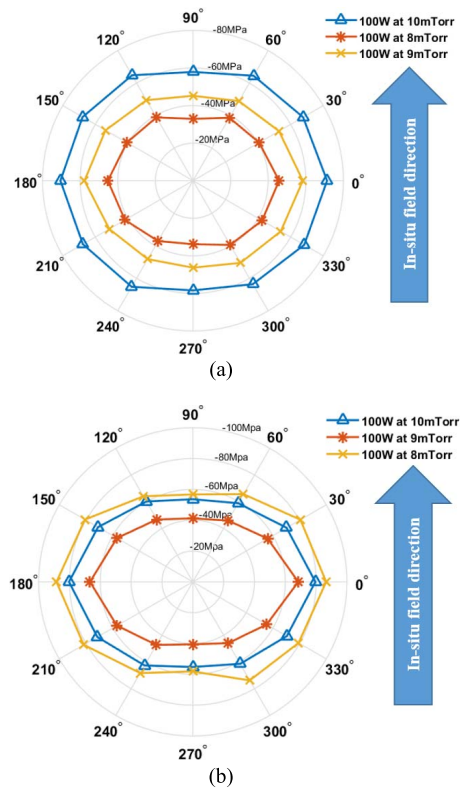 90°
-80MPa
100W at 10mTorr
100W at 8mTorr
100W at 9mTorr
120°
60°
-60MPa
-40MPa
150°
30°
-20MPa
180°
0°
In-situ field direction
210°
330°
240°
300°
270°
(a)
90°
-100Mpa
100W at 10mTorr
100W at 9mTorr
100W at 8mTorr
120°
60°
-80Mpa
-60Mpa
150°
30°
-40Mpa
-20Mpa
180°
0°
In-situ field direction
210°
330°
240°
300°
270°
(b)